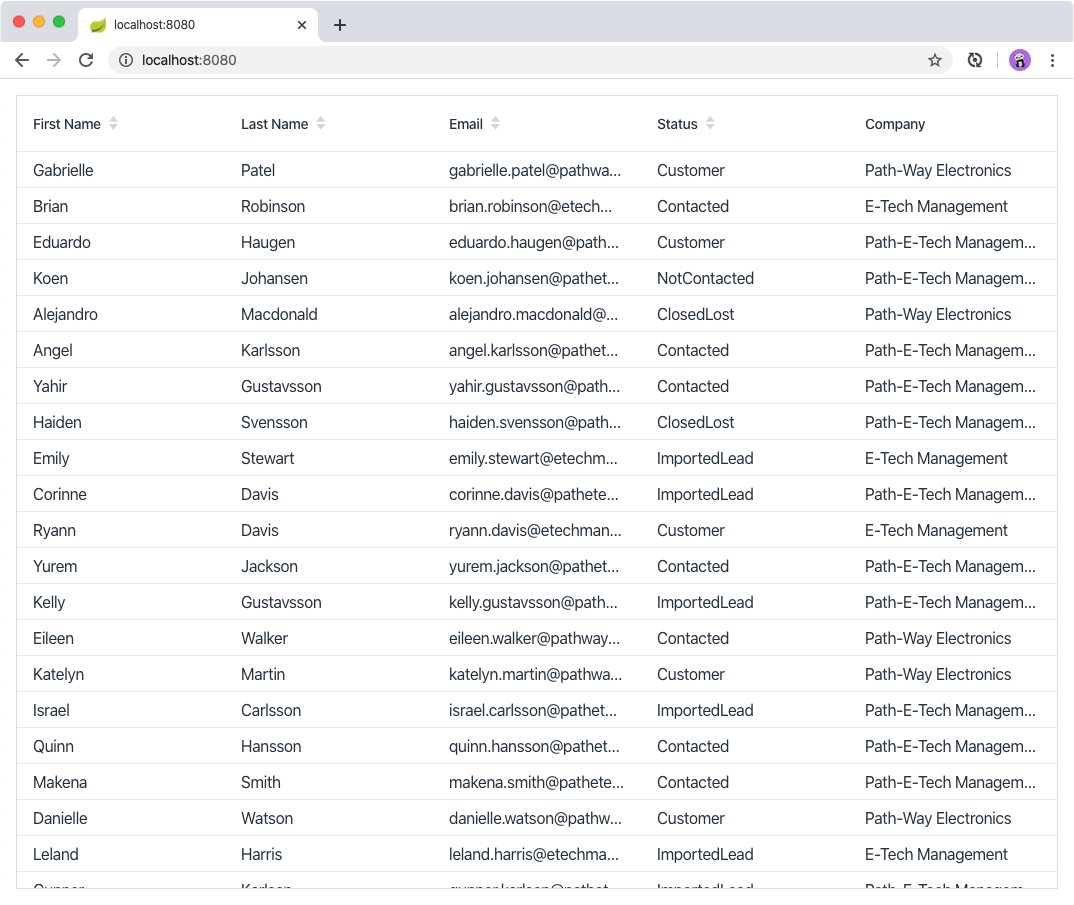 localhost:8080
localhost:8080
First Name Last Name Email Status Company
Gabrielle Patel gabrielle.patel@pathwa... Customer Path-Way Electronics
Brian Robinson brian.robinson@etech... Contacted E-Tech Management
Eduardo Haugen eduardo.haugen@path... Customer Path-E-Tech Managem...
Koen Johansen koen.johansen@pathet... NotContacted Path-E-Tech Managem...
Alejandro Macdonald alejandro.macdonald@... ClosedLost Path-Way Electronics
Angel Karlsson angel.karlsson@pathet... Contacted Path-E-Tech Managem...
Yahir Gustavsson yahir.gustavsson@path... Contacted Path-E-Tech Managem...
Haiden Svensson haiden.svensson@path... ClosedLost Path-E-Tech Managem...
Emily Stewart emily.stewart@etechm... ImportedLead E-Tech Management
Corinne Davis corinne.davis@pathete... ImportedLead Path-E-Tech Managem...
Ryann Davis ryann.davis@etechman... Customer E-Tech Management
Yurem Jackson yurem.jackson@pathet... Contacted Path-E-Tech Managem...
Kelly Gustavsson kelly.gustavsson@path... ImportedLead Path-E-Tech Managem...
Eileen Walker eileen.walker@pathway... Contacted Path-Way Electronics
Katelyn Martin katelyn.martin@pathwa... Customer Path-Way Electronics
Israel Carlsson israel.carlsson@pathet... ImportedLead Path-E-Tech Managem...
Quinn Hansson quinn.hansson@pathet... Contacted Path-E-Tech Managem...
Makena Smith makena.smith@pathete... Contacted Path-E-Tech Managem...
Danielle Watson danielle.watson@pathw... Customer Path-Way Electronics
Leland Harris leland.harris@etechma... ImportedLead E-Tech Management